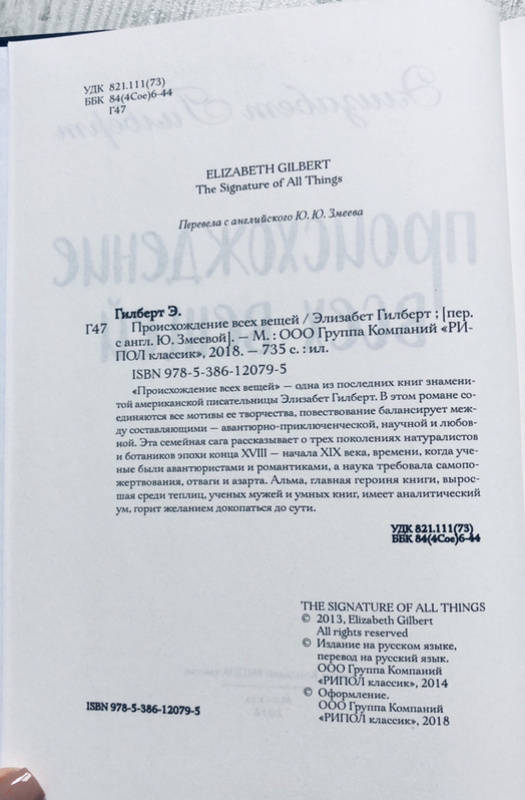 УДК 821.111(73)
ББК 84(4Сое)6-44
Г47
ELIZABETH GILBERT
The Signature of All Things
Перевела с английского Ю. Ю. Змеева
Гилберт Э.
Г47 Происхождение всех вещей / Элизабет Гилберт ; [пер.
с англ. Ю. Змеевой]. – М. : ООО Группа Компаний «РИ-
ПОЛ классик», 2018. – 735 с. : ил.
ISBN 978-5-386-12079-5
«Происхождение всех вещей» – одна из последних книг знамени-
той американской писательницы Элизабет Гилберт. В этом романе со-
единяются все мотивы ее творчества, повествование балансирует меж-
ду составляющими – авантюрно-приключенческой, научной и любов-
ной. Эта семейная сага рассказывает о трех поколениях натуралистов
и ботаников эпохи конца XVIII – начала XIX века, времени, когда уче-
ные были авантюристами и романтиками, а наука требовала самопо-
жертвования, отваги и азарта. Альма, главная героиня книги, вырос-
шая среди теплиц, ученых мужей и умных книг, имеет аналитический
ум, горит желанием докопаться до сути.
УДК 821.111(73)
ББК 84(4Сое)6-44
THE SIGNATURE OF ALL THINGS
© 2013, Elizabeth Gilbert
All rights reserved
© Издание на русском языке,
перевод на русский язык.
ООО Группа Компаний
«РИПОЛ классик», 2014
© Оформление.
ООО Группа Компаний
«РИПОЛ классик», 2018
ISBN 978-5-386-12079-5
Элизабет Гилберт
происхождение
всех вещей